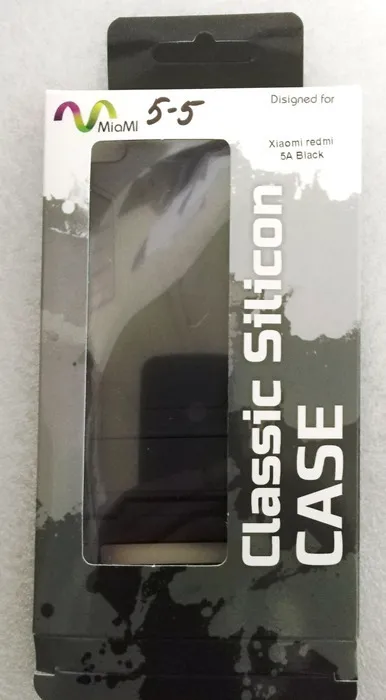 MiaMI
5-5
Disigned for
Xiaomi redmi
5A Black
Classic Silicon
CASE